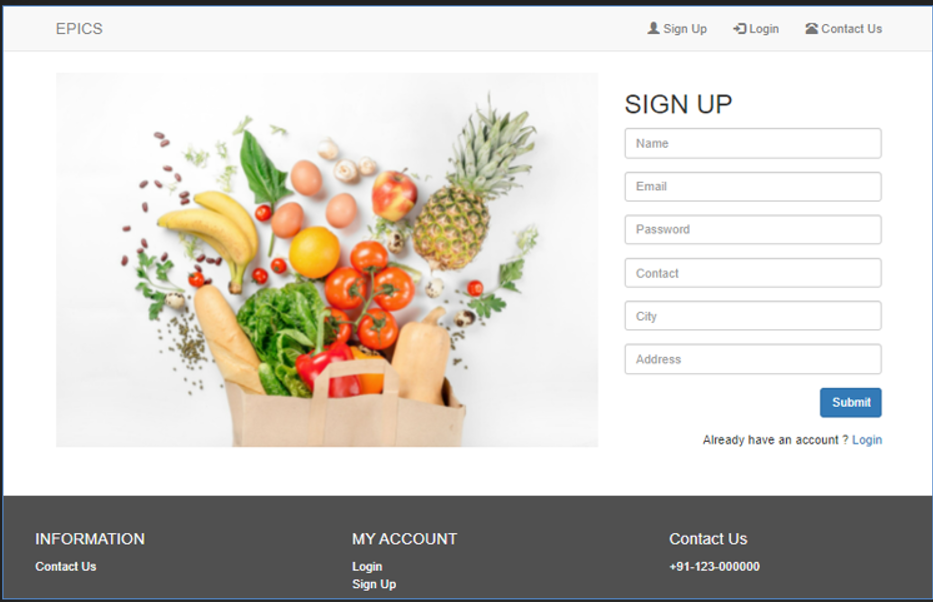 EPICS
Sign Up
Login
Contact Us
SIGN UP
Name
Email
Password
Contact
City
Address
Submit
Already have an account ? Login
INFORMATION
Contact Us
MY ACCOUNT
Login
Sign Up
Contact Us
+91-123-000000